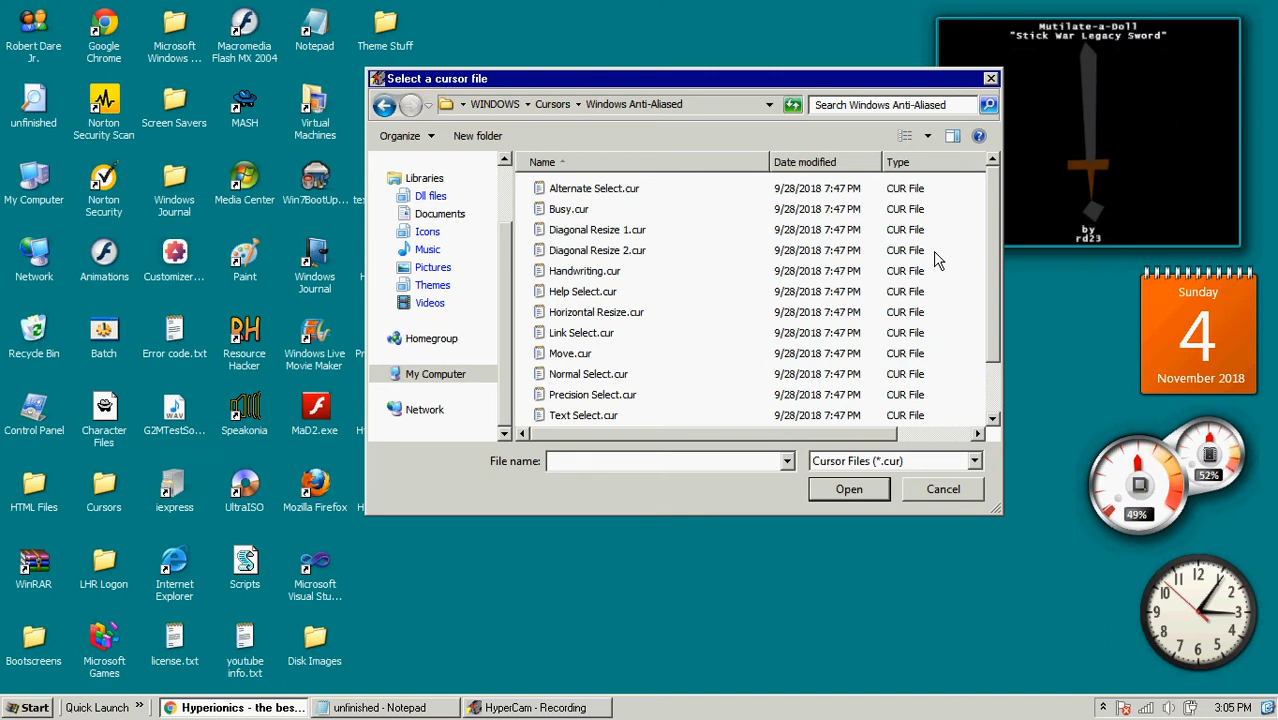 Robert Dare Jr.
Google Chrome
Microsoft Windows ...
Macromedia Flash MX 2004
Notepad
Theme Stuff
unfinished
Norton Security Scan
Screen Savers
MASH
Virtual Machines
My Computer
Norton Security
Windows Journal
Media Center
Win7BootUp...
Network
Animations
Customizer...
Paint
Windows Journal
Recycle Bin
Batch
Error code.txt
Resource Hacker
Windows Live Movie Maker
Control Panel
Character Files
G2MTestSo...
Speakonia
MaD2.exe
HTML Files
Cursors
iexpress
UltraISO
Mozilla Firefox
WinRAR
LHR Logon
Internet Explorer
Scripts
Microsoft Visual Stu...
Bootscreens
Microsoft Games
license.txt
youtube info.txt
Disk Images
Select a cursor file
WINDOWS Cursors Windows Anti-Aliased
Search Windows Anti-Aliased
Organize New folder
Libraries
Dll files
Documents
Icons
Music
Pictures
Themes
Videos
Homegroup
My Computer
Network
Name Date modified Type
Alternate Select.cur 9/28/2018 7:47 PM CUR File
Busy.cur 9/28/2018 7:47 PM CUR File
Diagonal Resize 1.cur 9/28/2018 7:47 PM CUR File
Diagonal Resize 2.cur 9/28/2018 7:47 PM CUR File
Handwriting.cur 9/28/2018 7:47 PM CUR File
Help Select.cur 9/28/2018 7:47 PM CUR File
Horizontal Resize.cur 9/28/2018 7:47 PM CUR File
Link Select.cur 9/28/2018 7:47 PM CUR File
Move.cur 9/28/2018 7:47 PM CUR File
Normal Select.cur 9/28/2018 7:47 PM CUR File
Precision Select.cur 9/28/2018 7:47 PM CUR File
Text Select.cur 9/28/2018 7:47 PM CUR File
File name:
Cursor Files (*.cur)
Open Cancel
Mutilate-a-Doll
"Stick War Legacy Sword"
by
rd23
Sunday
4
November 2018
52%
49%
12 1 2 3 4 5 6 7 8 9 10 11
Start Quick Launch »
Hyperionics - the bes...
unfinished - Notepad
HyperCam - Recording
3:05 PM